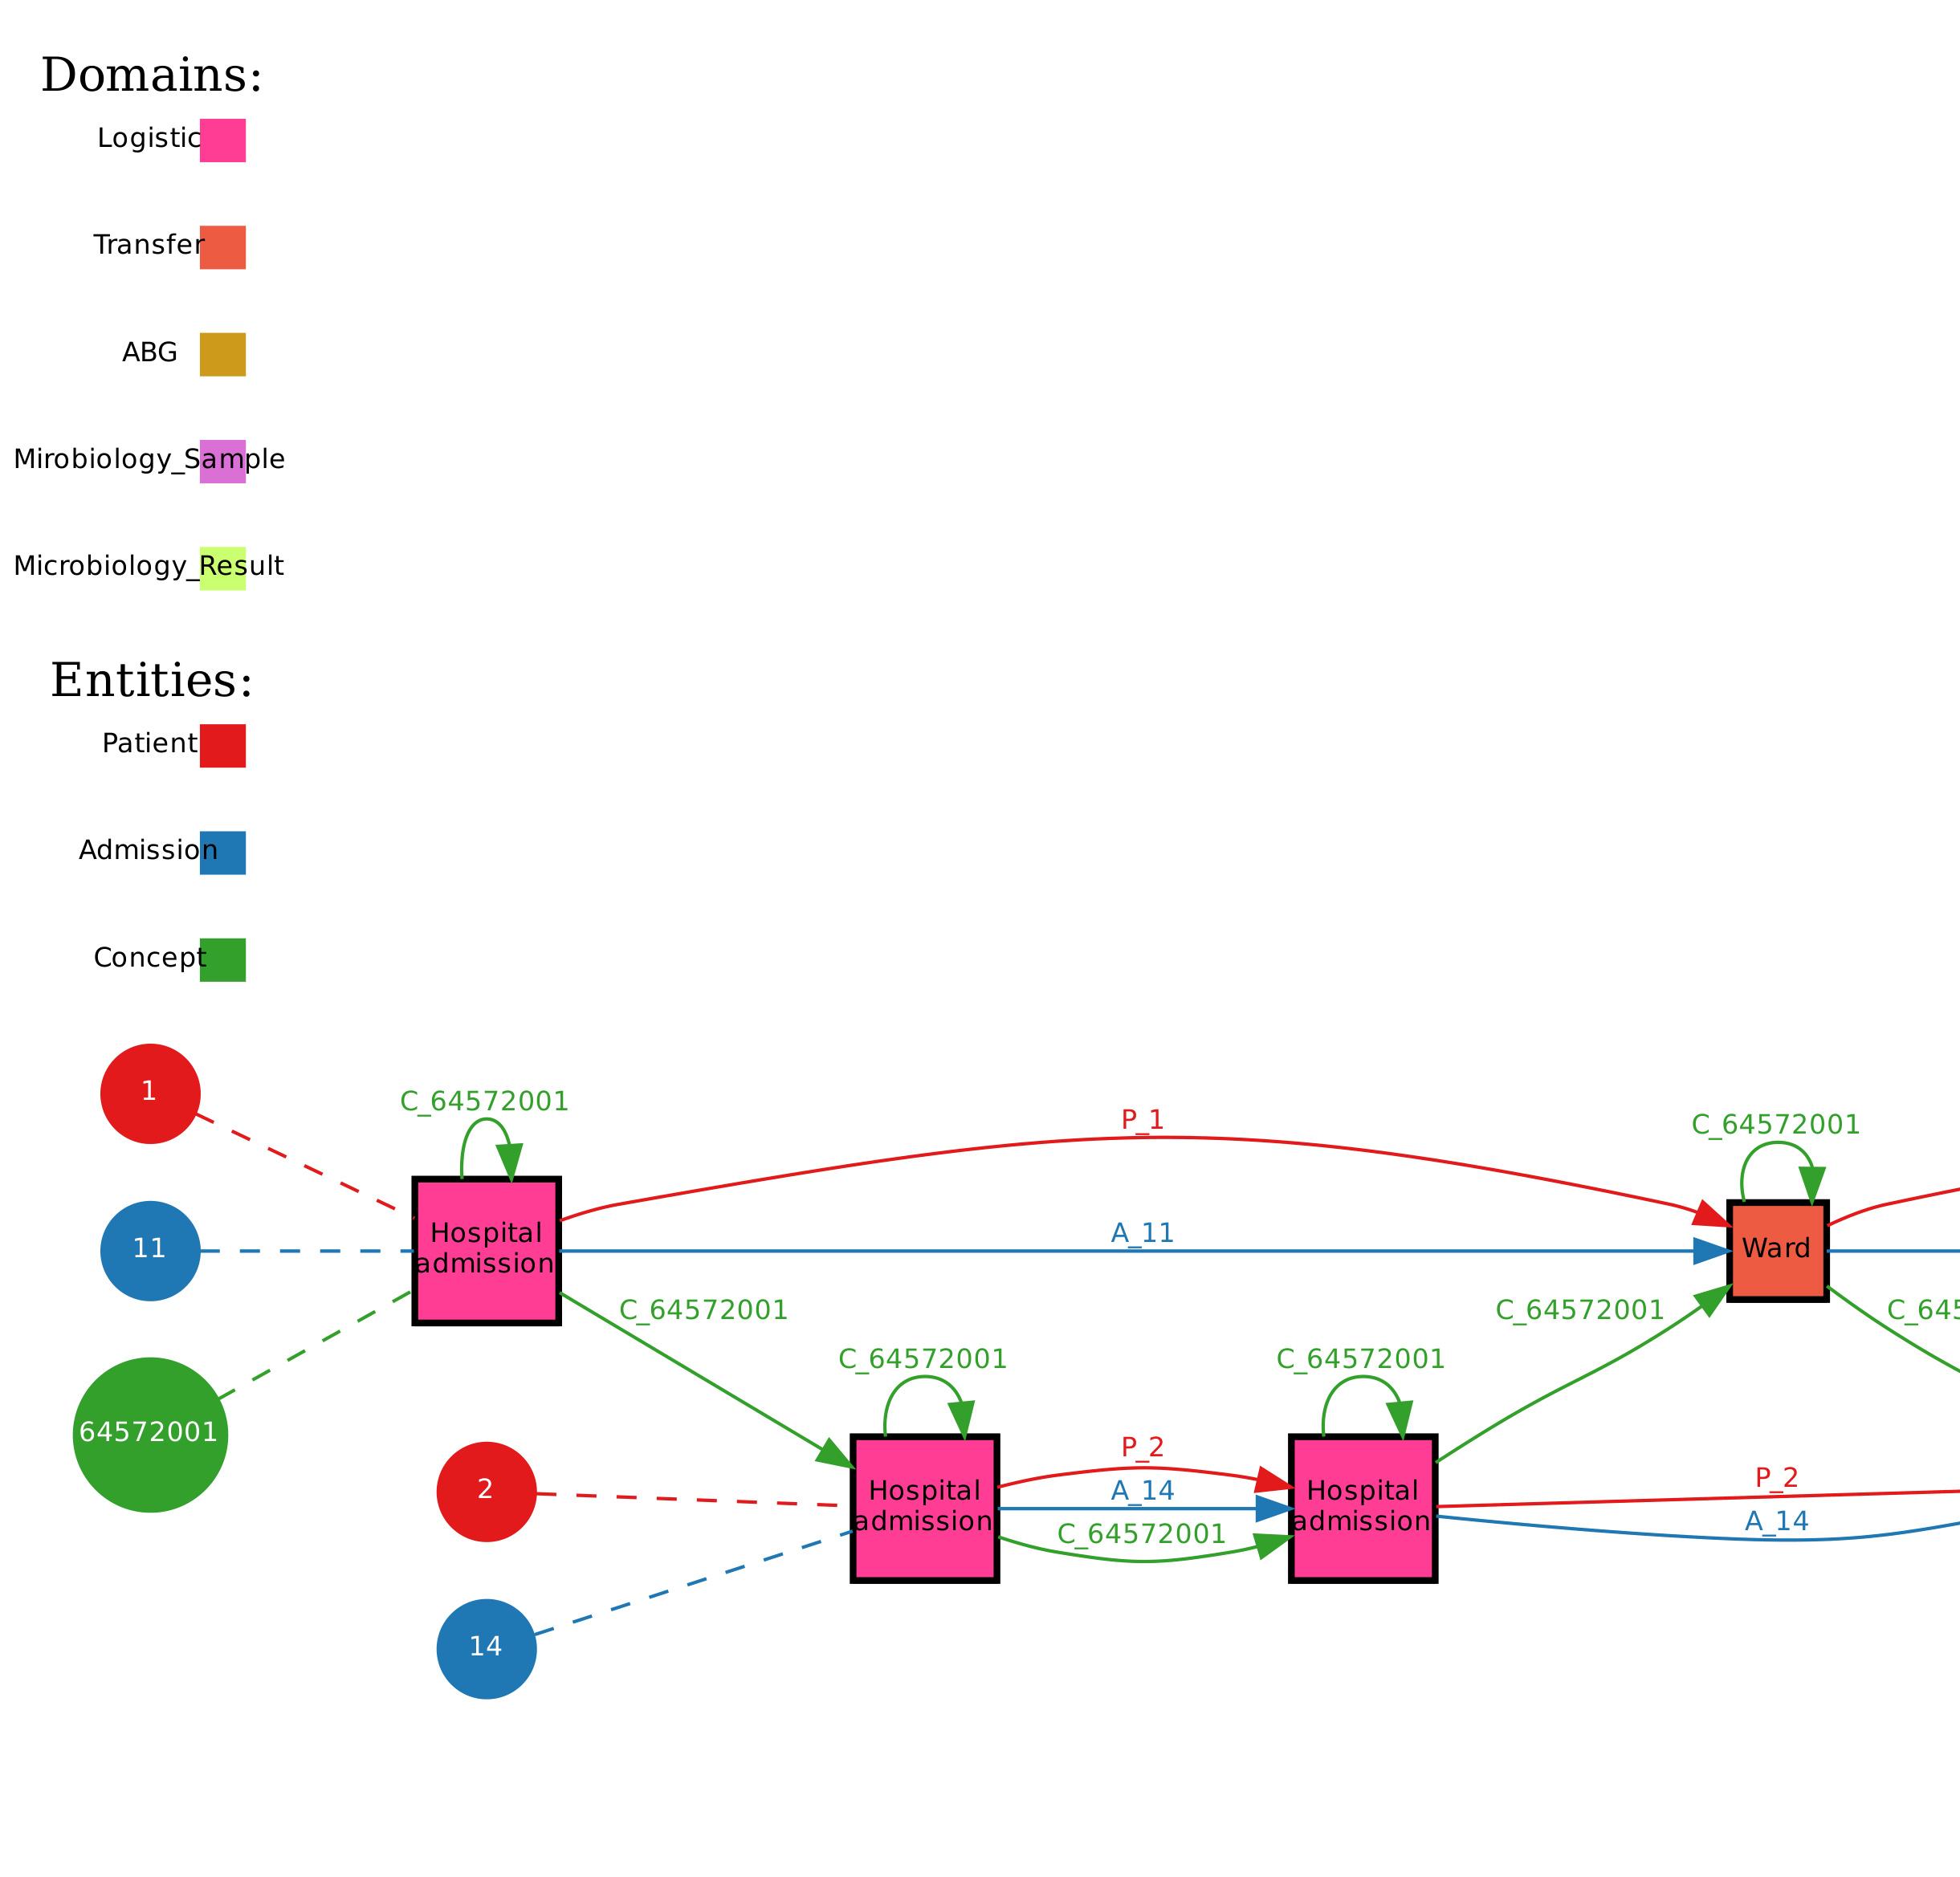 Domains:
Logistic
Transfer
ABG
Mirobiology_Sample
Microbiology_Result
Entities:
Patient
Admission
Concept
1
11
64572001
2
14
C_64572001
Hospital
admission
P_1
A_11
C_64572001
C_64572001
Hospital
admission
P_2
A_14
C_64572001
C_64572001
Hospital
admission
C_64572001
C_64572001
Ward
C_645
P_2
A_14